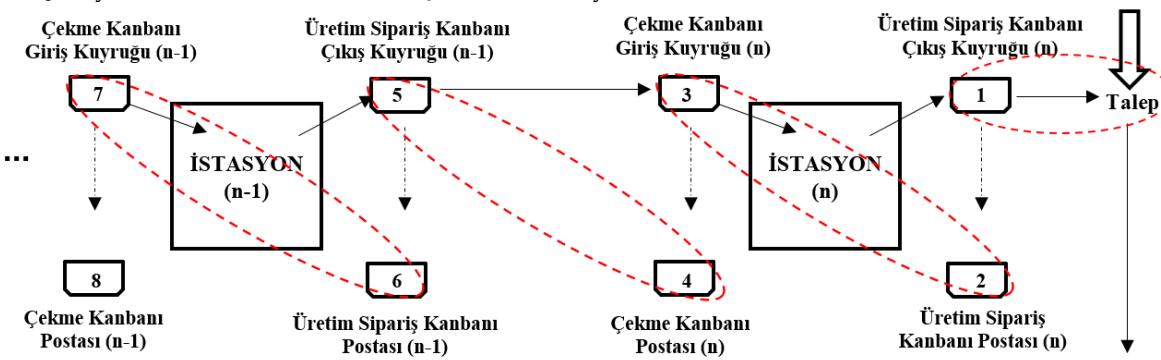 Çekme Kanbanı
Giriş Kuyruğu (n-1)
Üretim Sipariş Kanbanı
Çıkış Kuyruğu (n-1)
Çekme Kanbanı
Giriş Kuyruğu (n)
Üretim Sipariş Kanbanı
Çıkış Kuyruğu (n)
7
5
3
1
Talep
...
İSTASYON
(n-1)
İSTASYON
(n)
8
6
4
2
Çekme Kanbanı
Postası (n-1)
Üretim Sipariş Kanbanı
Postası (n-1)
Çekme Kanbanı
Postası (n)
Üretim Sipariş
Kanbanı Postası (n)